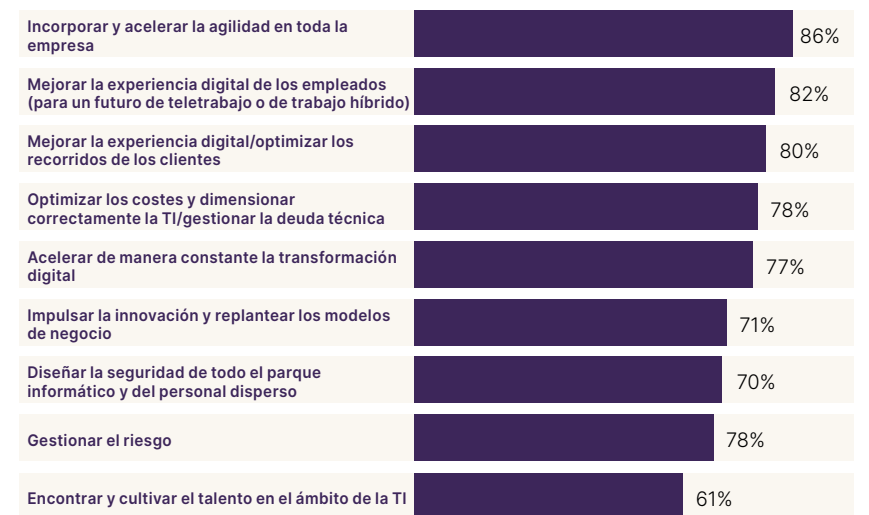 Incorporar y acelerar la agilidad en toda la
empresa
86%
Mejorar la experiencia digital de los empleados
(para un futuro de teletrabajo o de trabajo híbrido)
82%
Mejorar la experiencia digital/optimizar los
recorridos de los clientes
80%
Optimizar los costes y dimensionar
correctamente la TI/gestionar la deuda técnica
78%
Acelerar de manera constante la transformación
digital
77%
Impulsar la innovación y replantear los modelos
de negocio
71%
Diseñar la seguridad de todo el parque
informático y del personal disperso
70%
Gestionar el riesgo
78%
Encontrar y cultivar el talento en el ámbito de la TI
61%